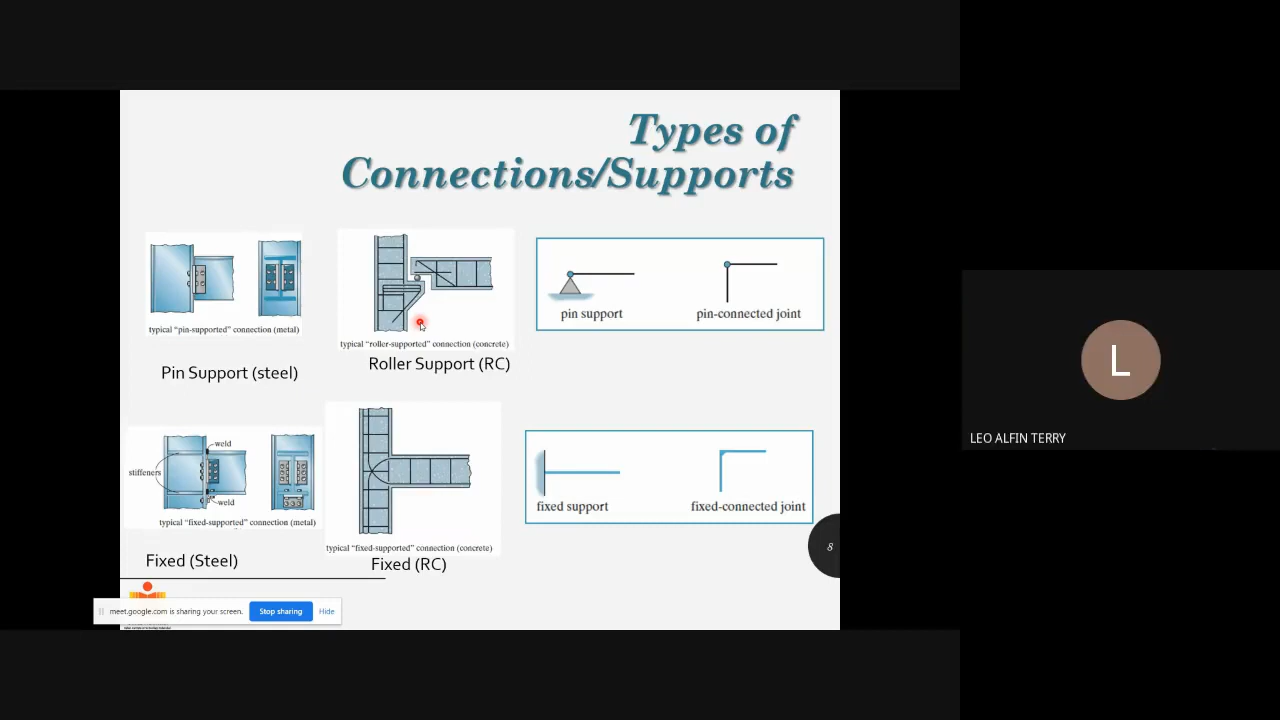 Types of
Connections/Supports
typical "pin-supported" connection (metal)
Pin Support (steel)
typical "roller-supported" connection (concrete)
Roller Support (RC)
pin support
pin-connected joint
weld
stiffeners
weld
typical "fixed-supported" connection (metal)
Fixed (Steel)
typical "fixed-supported" connection (concrete)
Fixed (RC)
fixed support
fixed-connected joint
8
meet.google.com is sharing your screen.
Stop sharing
Hide
L
LEO ALFIN TERRY